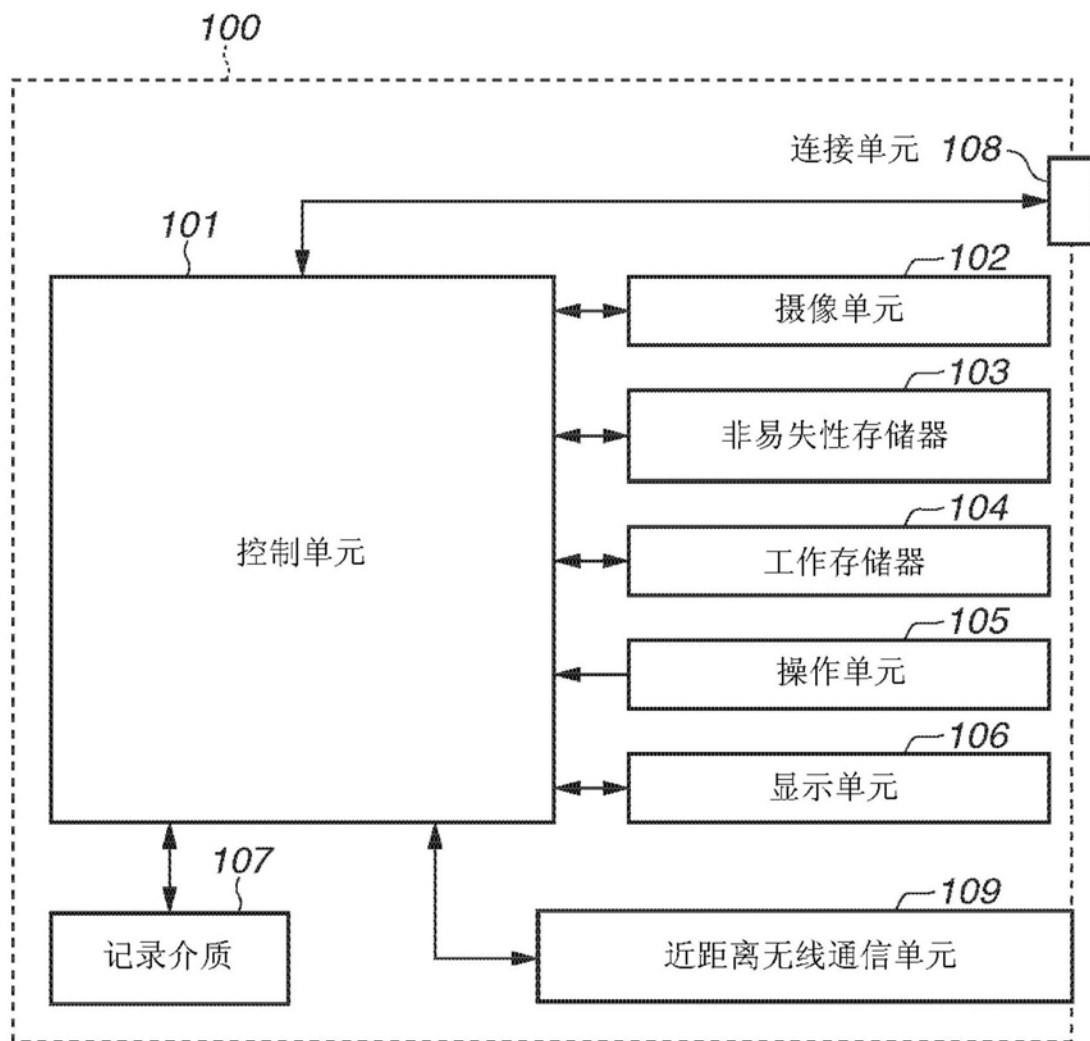 100
连接单元 108
101
控制单元
102
摄像单元
103
非易失性存储器
104
工作存储器
105
操作单元
106
显示单元
107
记录介质
109
近距离无线通信单元